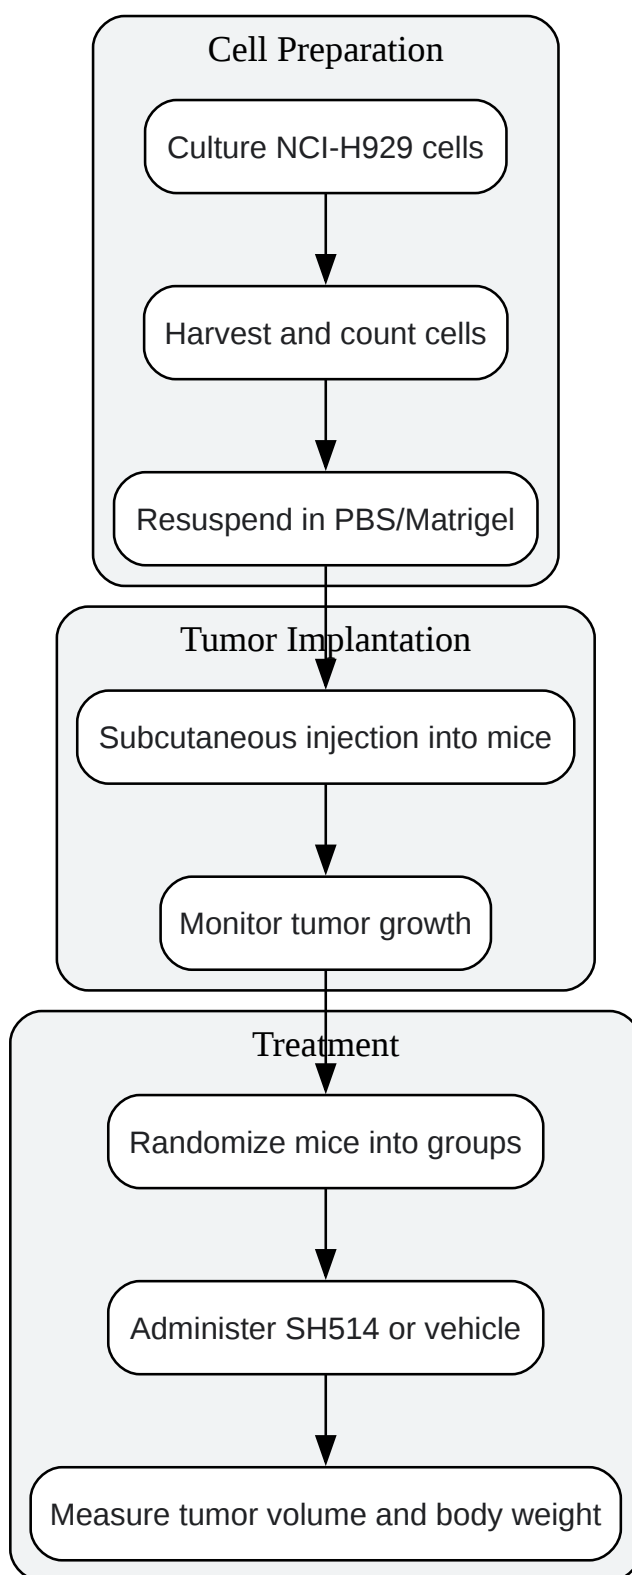 Cell Preparation
Culture NCI-H929 cells
Harvest and count cells
Resuspend in PBS/Matrigel
Tumor Implantation
Subcutaneous injection into mice
Monitor tumor growth
Treatment
Randomize mice into groups
Administer SH514 or vehicle
Measure tumor volume and body weight